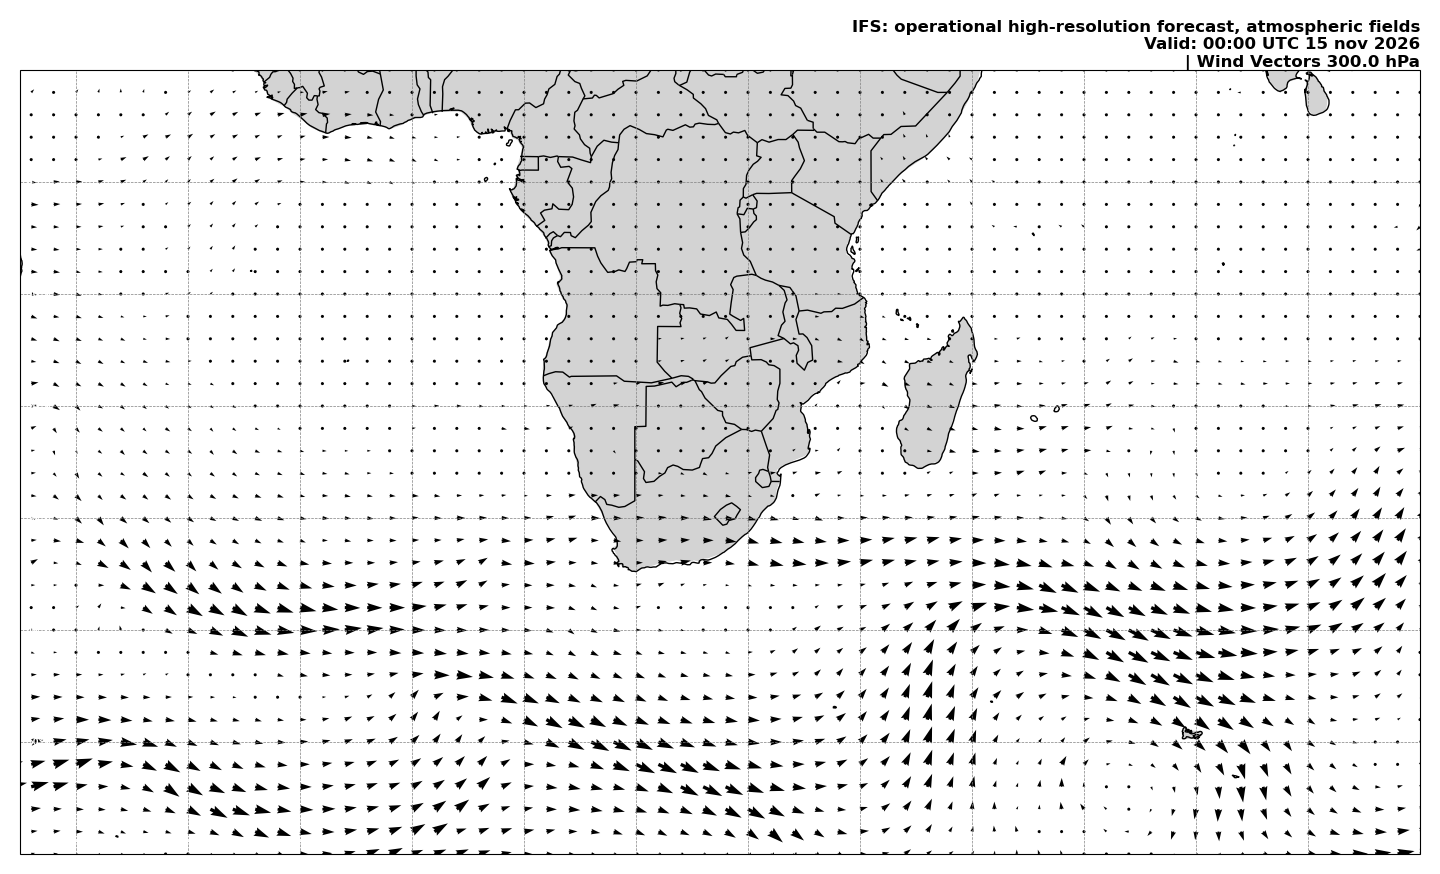 IFS: operational high-resolution forecast, atmospheric fields
Valid: 00:00 UTC 15 nov 2026
| Wind Vectors 300.0 hPa